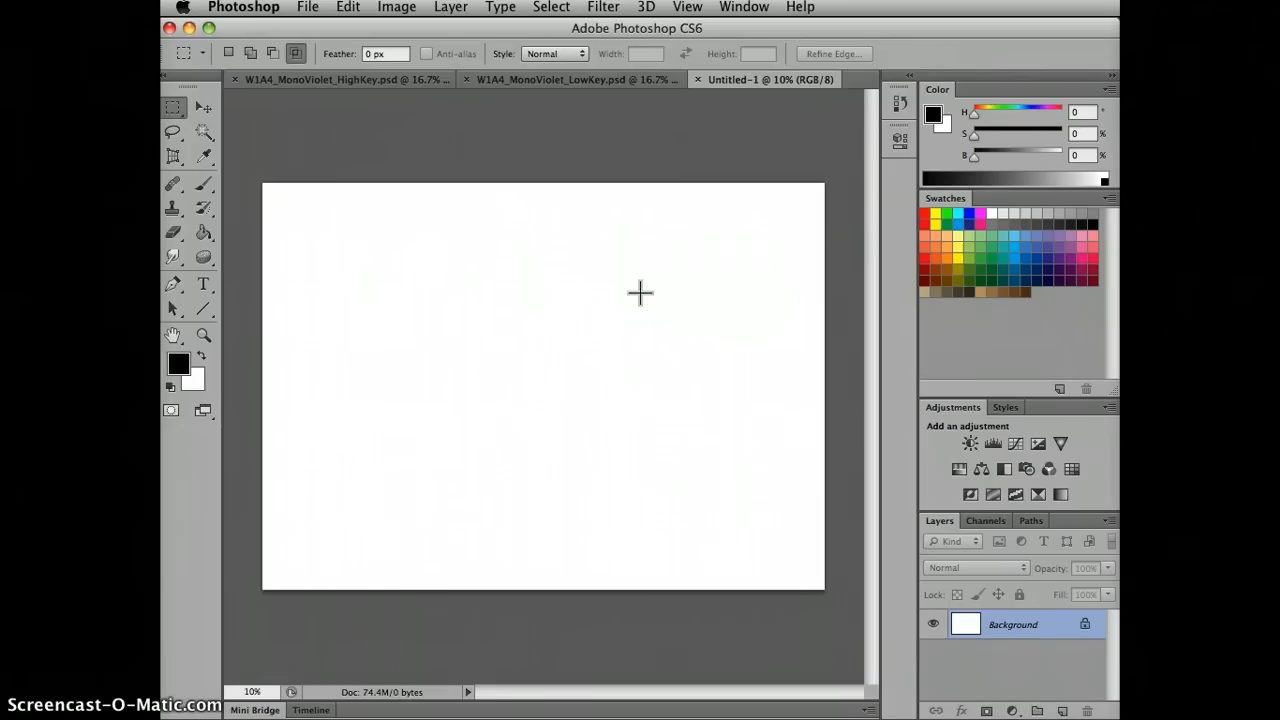 Photoshop File Edit Image Layer Type Select Filter 3D View Window Help
Adobe Photoshop CS6
Feather: 0 px Anti-alias Style: Normal Width: Height: Refine Edge...
W1A4_MonoViolet_HighKey.psd @ 16.7% ... W1A4_MonoViolet_LowKey.psd @ 16.7% ... Untitled-1 @ 10% (RGB/8)
Color
H 0 °
S 0 %
B 0 %
Swatches
Adjustments Styles
Add an adjustment
Layers Channels Paths
Kind T
Normal Opacity: 100%
Lock: Fill: 100%
Background
10% Doc: 74.4M/0 bytes
Mini Bridge Timeline
Screencast-O-Matic.com